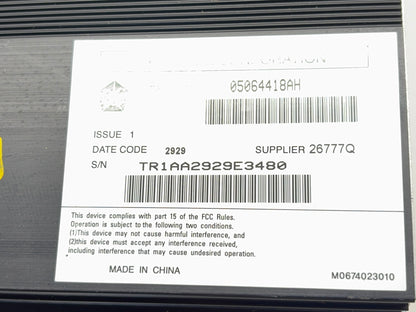 05064418AH
ISSUE 1
DATE CODE 2929 SUPPLIER 26777Q
S/N TR1AA2929E3480
This device complies with part 15 of the FCC Rules.
Operation is subject to the following two conditions.
(1)This device may not cause harmful interference, and
(2)this device must accept any interference received,
including interference that may cause undesired operation.
MADE IN CHINA M0674023010